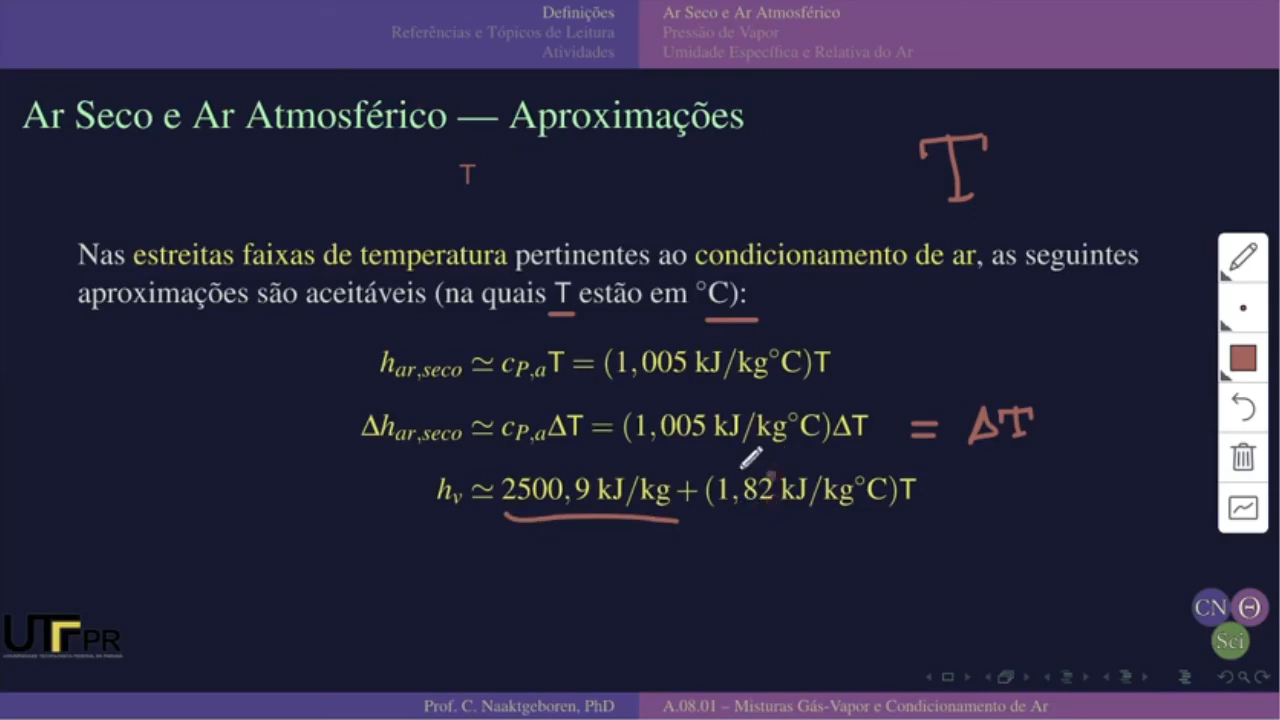 Definições
Referências e Tópicos de Leitura
Atividades
Ar Seco e Ar Atmosférico
Pressão de Vapor
Umidade Específica e Relativa do Ar
Ar Seco e Ar Atmosférico — Aproximações
T
T
Nas estreitas faixas de temperatura pertinentes ao condicionamento de ar, as seguintes
aproximações são aceitáveis (na quais T estão em °C):
h_{ar,seco} ≃ c_{P,a}T = (1,005 kJ/kg°C)T
Δh_{ar,seco} ≃ c_{P,a}ΔT = (1,005 kJ/kg°C)ΔT = ΔT
h_v ≃ 2500,9 kJ/kg + (1,82 kJ/kg°C)T
CN Θ
Sci
UTFPR
Prof. C. Naaktgeboren, PhD
A.08.01 – Misturas Gás-Vapor e Condicionamento de Ar